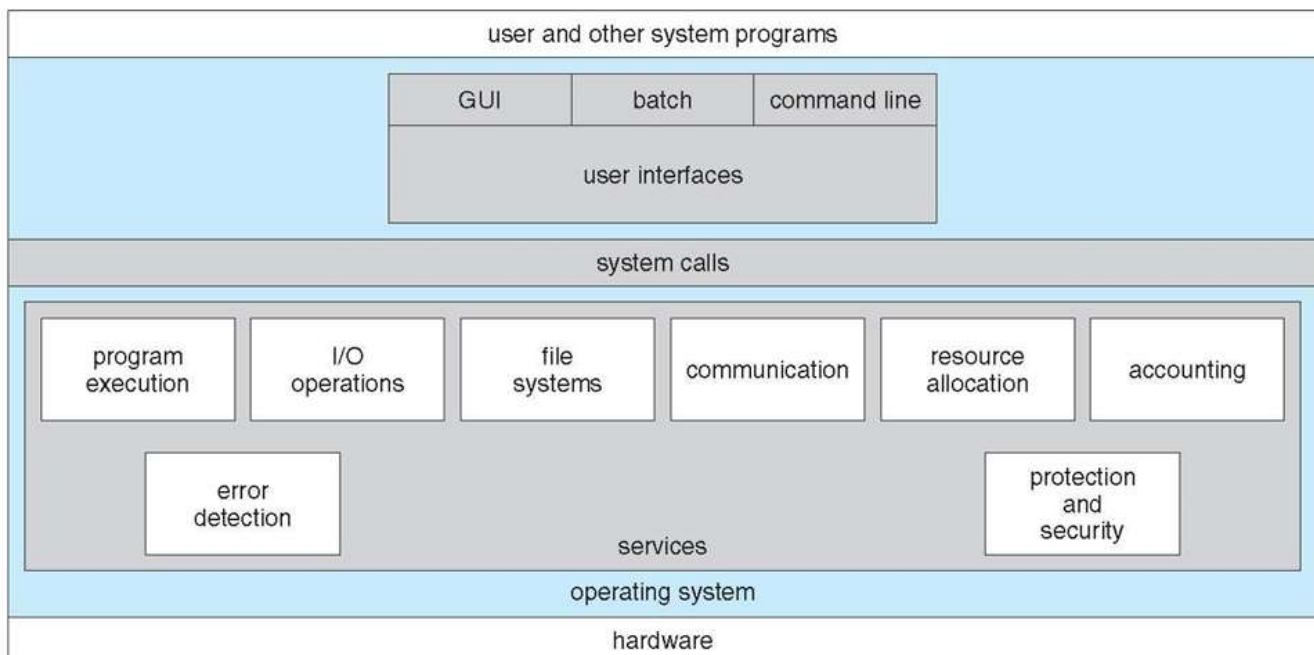 user and other system programs
GUI
batch
command line
user interfaces
system calls
program
execution
I/O
operations
file
systems
communication
resource
allocation
accounting
error
detection
protection
and
security
services
operating system
hardware